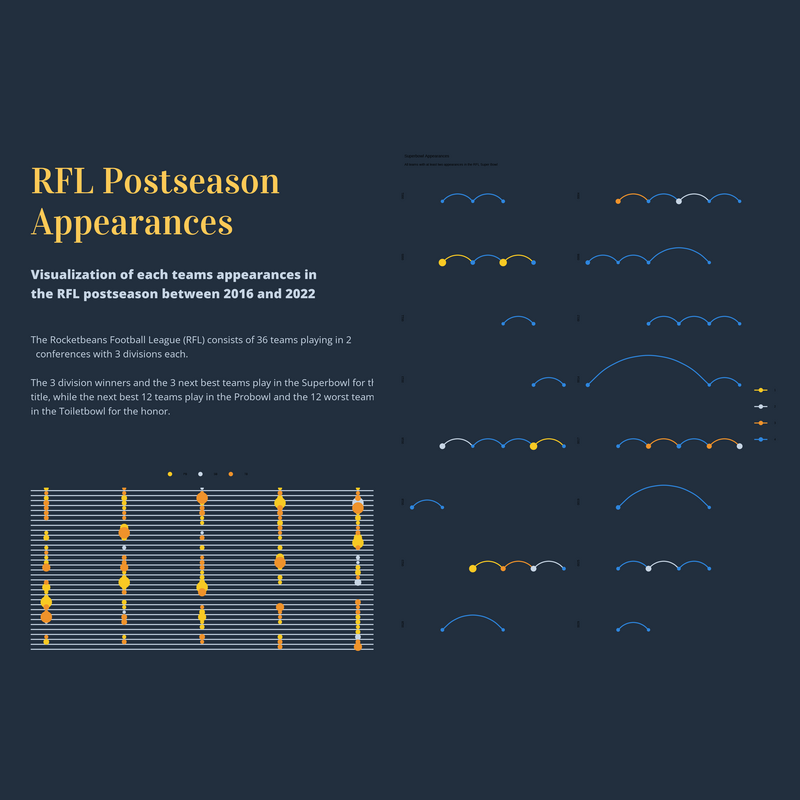 RFL Postseason
Appearances
Visualization of each teams appearances in
the RFL postseason between 2016 and 2022
The Rocketbeans Football League (RFL) consists of 36 teams playing in 2
conferences with 3 divisions each.
The 3 division winners and the 3 next best teams play in the Superbowl for th
title, while the next best 12 teams play in the Probowl and the 12 worst team
in the Toiletbowl for the honor.